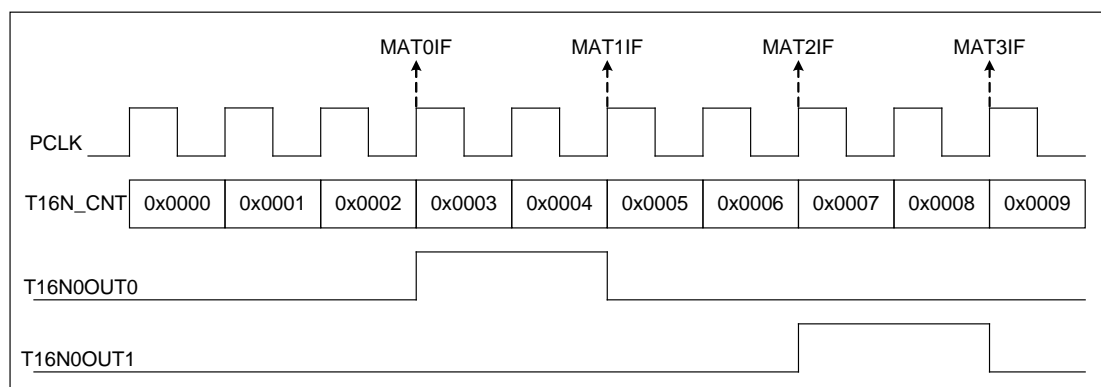 MAT0IF MAT1IF MAT2IF MAT3IF
PCLK
T16N_CNT 0x0000 0x0001 0x0002 0x0003 0x0004 0x0005 0x0006 0x0007 0x0008 0x0009
T16N0OUT0
T16N0OUT1